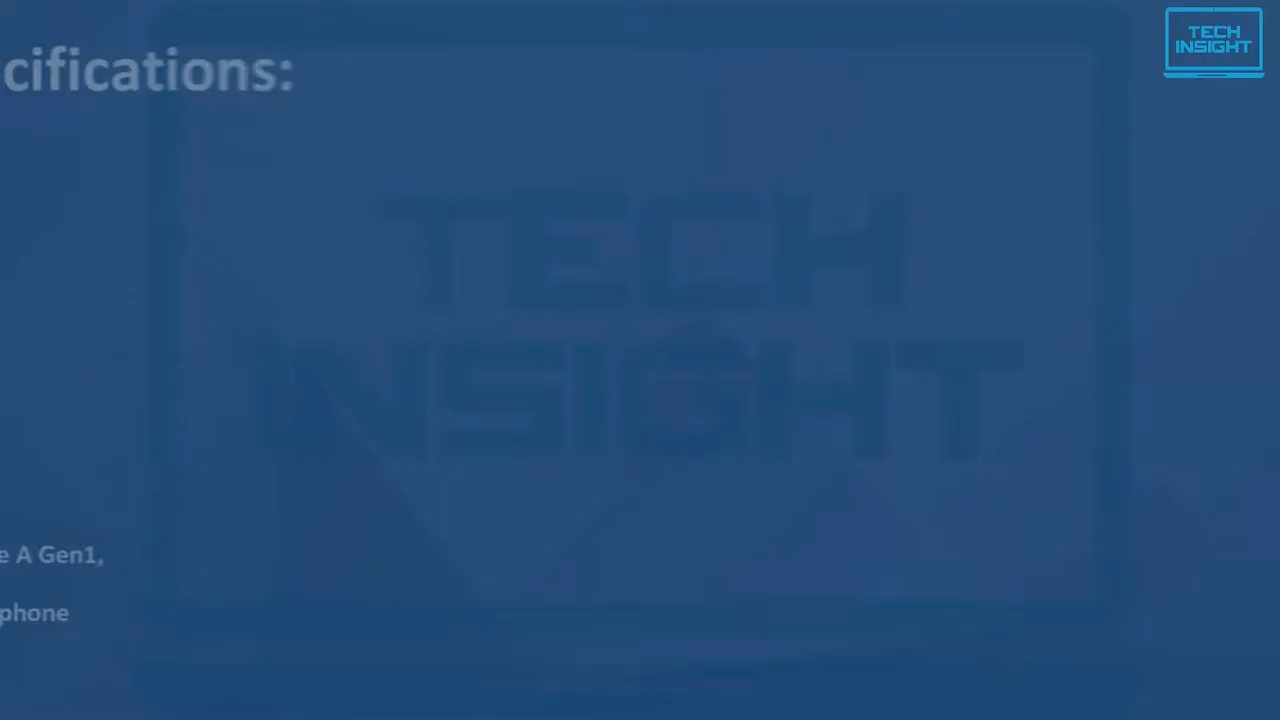 cifications:
TECH
INSIGHT
TECH
INSIGHT
e A Gen1,
phone